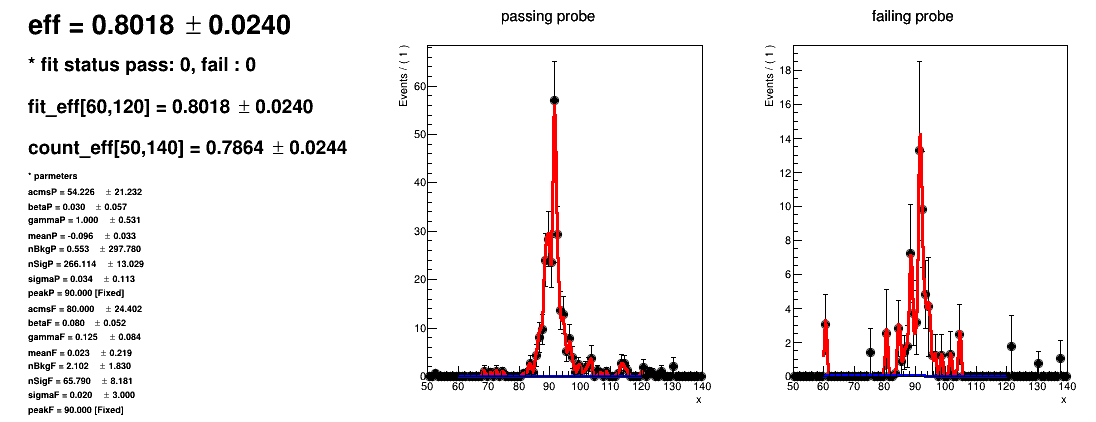 eff = 0.8018 ± 0.0240
* fit status pass: 0, fail : 0
fit_eff[60,120] = 0.8018 ± 0.0240
count_eff[50,140] = 0.7864 ± 0.0244
* parmeters
acmsP = 54.226 ± 21.232
betaP = 0.030 ± 0.057
gammaP = 1.000 ± 0.531
meanP = -0.096 ± 0.033
nBkgP = 0.553 ± 297.780
nSigP = 266.114 ± 13.029
sigmaP = 0.034 ± 0.113
peakP = 90.000 [Fixed]
acmsF = 80.000 ± 24.402
betaF = 0.080 ± 0.052
gammaF = 0.125 ± 0.084
meanF = 0.023 ± 0.219
nBkgF = 2.102 ± 1.830
nSigF = 65.790 ± 8.181
sigmaF = 0.020 ± 3.000
peakF = 90.000 [Fixed]
passing probe
Events / ( 1 )
60
50
40
30
20
10
0
50 60 70 80 90 100 110 120 130 140
x
failing probe
Events / ( 1 )
18
16
14
12
10
8
6
4
2
0
50 60 70 80 90 100 110 120 130 140
x